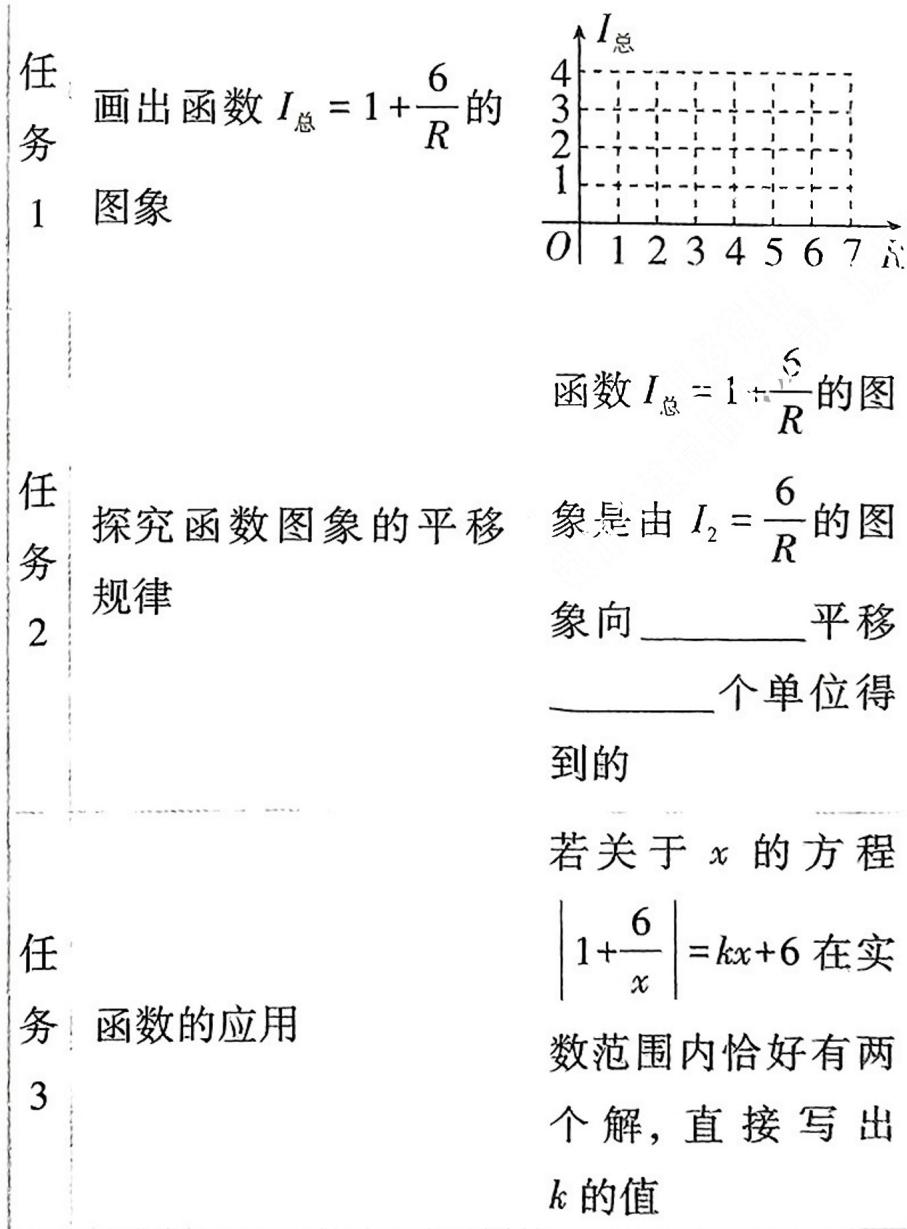 任务1
画出函数 I总 = 1 + 6/R 的
图象
I总
4
3
2
1
O 1 2 3 4 5 6 7 R
任务2
探究函数图象的平移
规律
函数 I总 = 1 + 6/R 的图
象是由 I₂ = 6/R 的图
象向________平移
________个单位得
到的
任务3
函数的应用
若关于 x 的方程
|1+6/x|=kx+6 在实
数范围内恰好有两
个解, 直接写出
k 的值